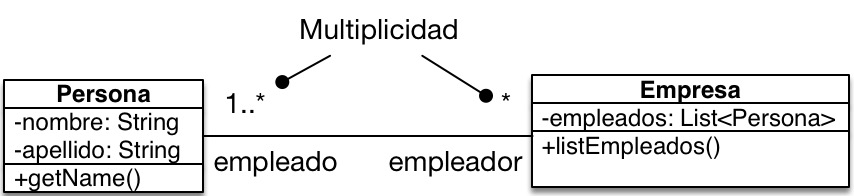 Multiplicidad
1..*
*
Persona
-nombre: String
-apellido: String
+getName()
empleado
empleador
Empresa
-empleados: List<Persona>
+listEmpleados()